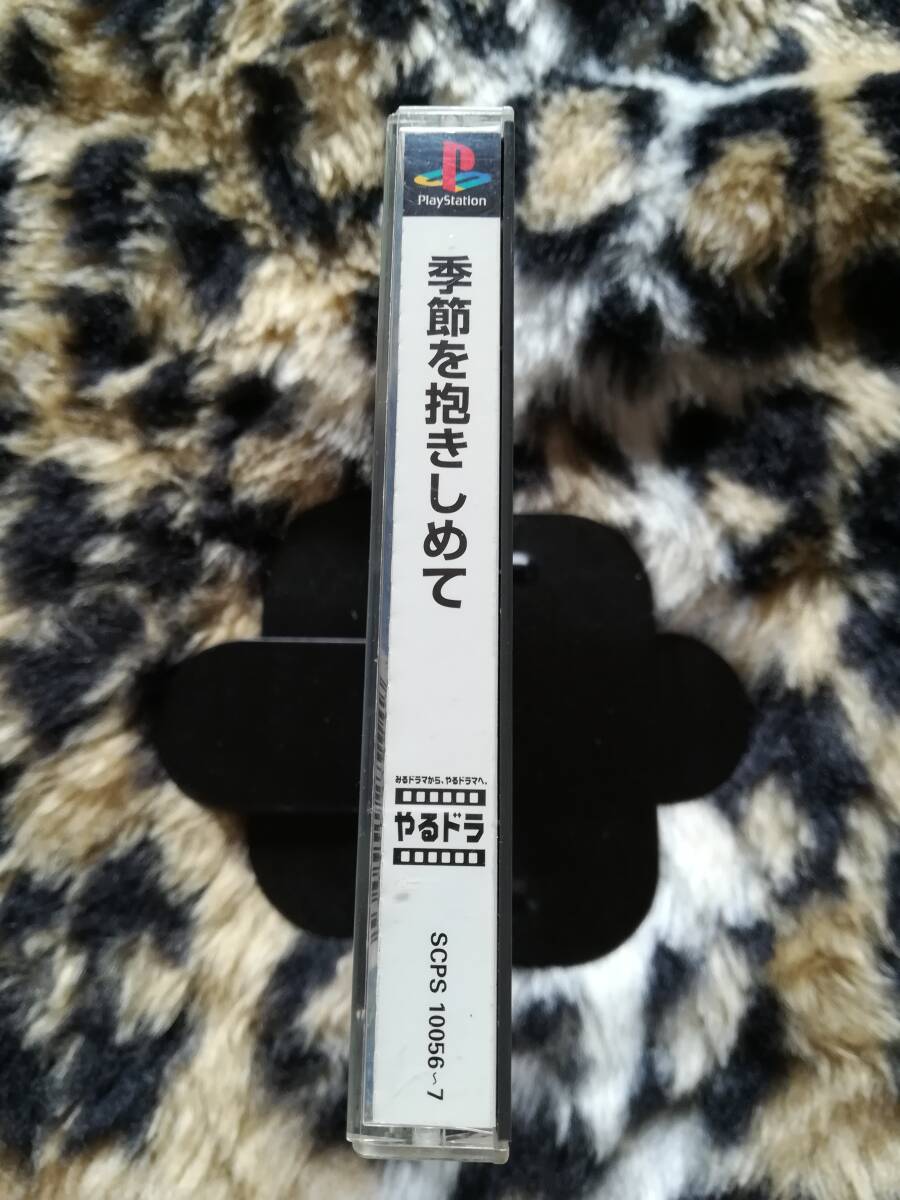 PlayStation
季節を抱きしめて
みるドラマから、やるドラマへ。
やるドラ
SCPS 10056~7